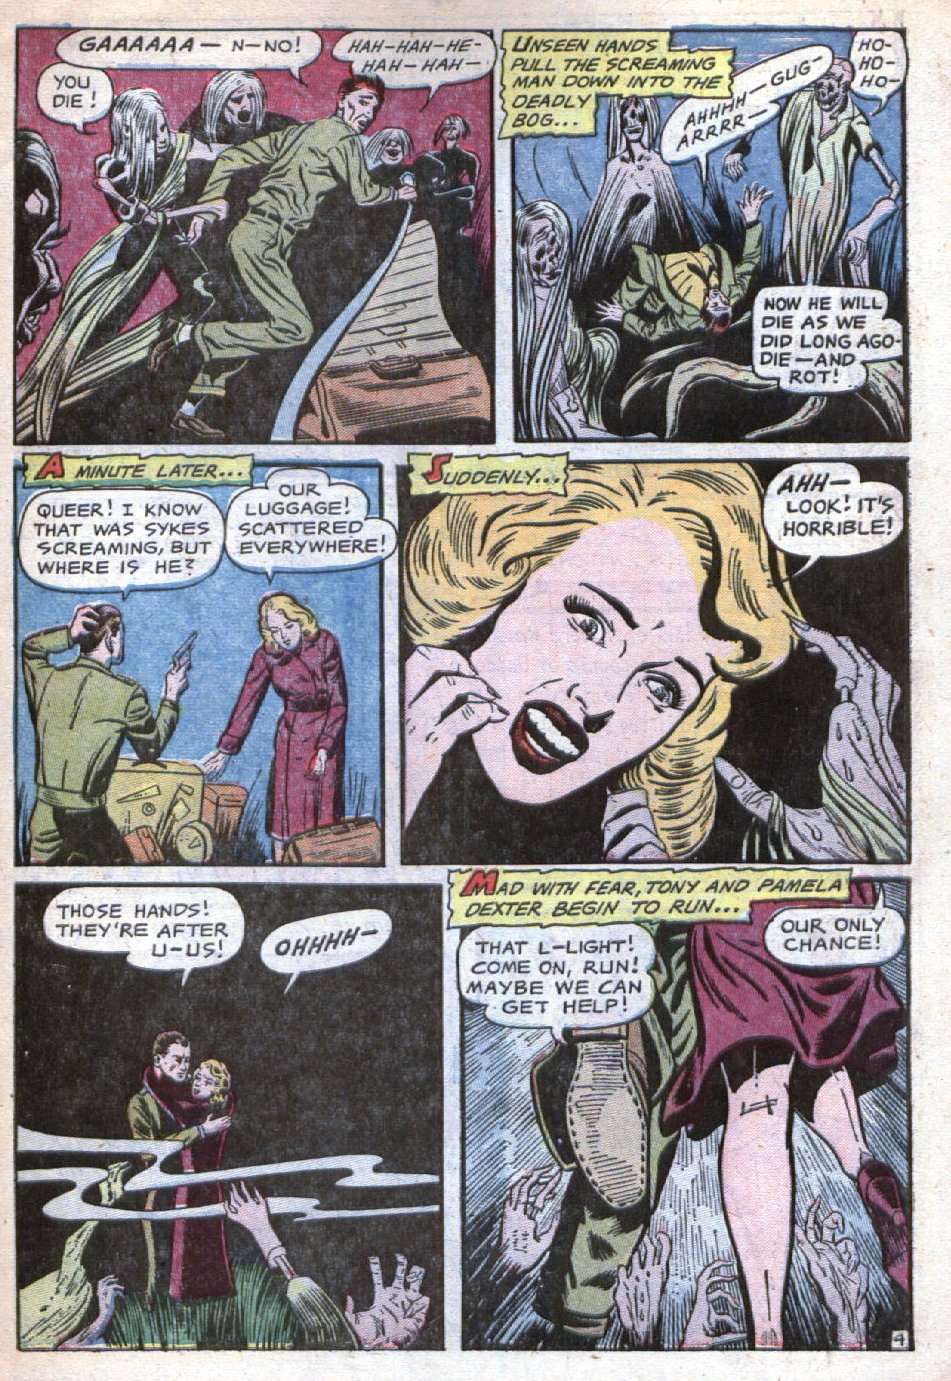 YOU
DIE!
GAAAAAA— N—NO!
HAH-HAH-HE-
HAH—HAH—
UNSEEN HANDS
PULL THE SCREAMING
MAN DOWN INTO THE
DEADLY
BOG...
AHHHH—GUG-
ARRRR—
HO-
HO-
HO-
NOW HE WILL
DIE AS WE
DID LONG AGO-
DIE—AND
ROT!
A MINUTE LATER...
QUEER! I KNOW
THAT WAS SYKES
SCREAMING, BUT
WHERE IS HE?
OUR
LUGGAGE!
SCATTERED
EVERYWHERE!
SUDDENLY...
AHH—
LOOK! IT'S
HORRIBLE!
THOSE HANDS!
THEY'RE AFTER
U-US!
OHHHH—
MAD WITH FEAR, TONY AND PAMELA
DEXTER BEGIN TO RUN...
THAT L-LIGHT!
COME ON, RUN!
MAYBE WE CAN
GET HELP!
OUR ONLY
CHANCE!
4